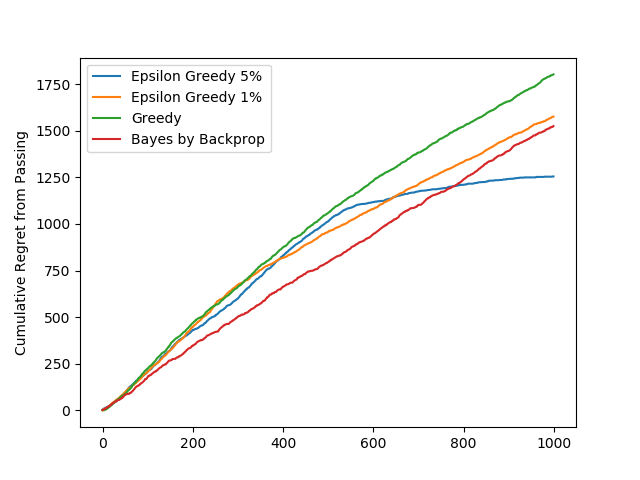 Epsilon Greedy 5%
Epsilon Greedy 1%
Greedy
Bayes by Backprop
Cumulative Regret from Passing
1750
1500
1250
1000
750
500
250
0
0 200 400 600 800 1000